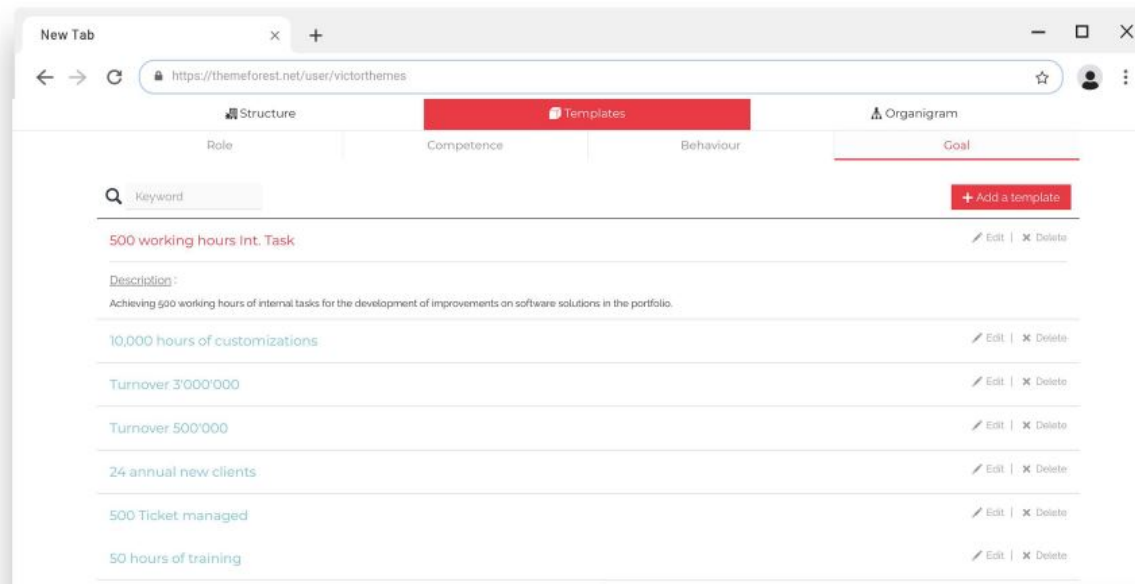 New Tab
https://themeforest.net/user/victorthemes
Structure Templates Organigram
Role Competence Behaviour Goal
Keyword + Add a template
500 working hours Int. Task Edit | Delete
Description :
Achieving 500 working hours of internal tasks for the development of improvements on software solutions in the portfolio.
10,000 hours of customizations Edit | Delete
Turnover 3'000'000 Edit | Delete
Turnover 500'000 Edit | Delete
24 annual new clients Edit | Delete
500 Ticket managed Edit | Delete
50 hours of training Edit | Delete